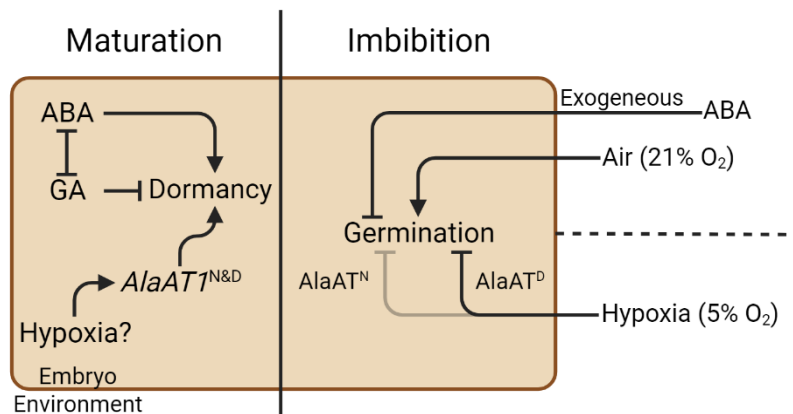 Maturation
Imbibition
ABA
GA
Dormancy
AlaAT1N&D
Hypoxia?
Embryo
Environment
Exogeneous
ABA
Air (21% O2)
Germination
AlaATN
AlaATD
Hypoxia (5% O2)